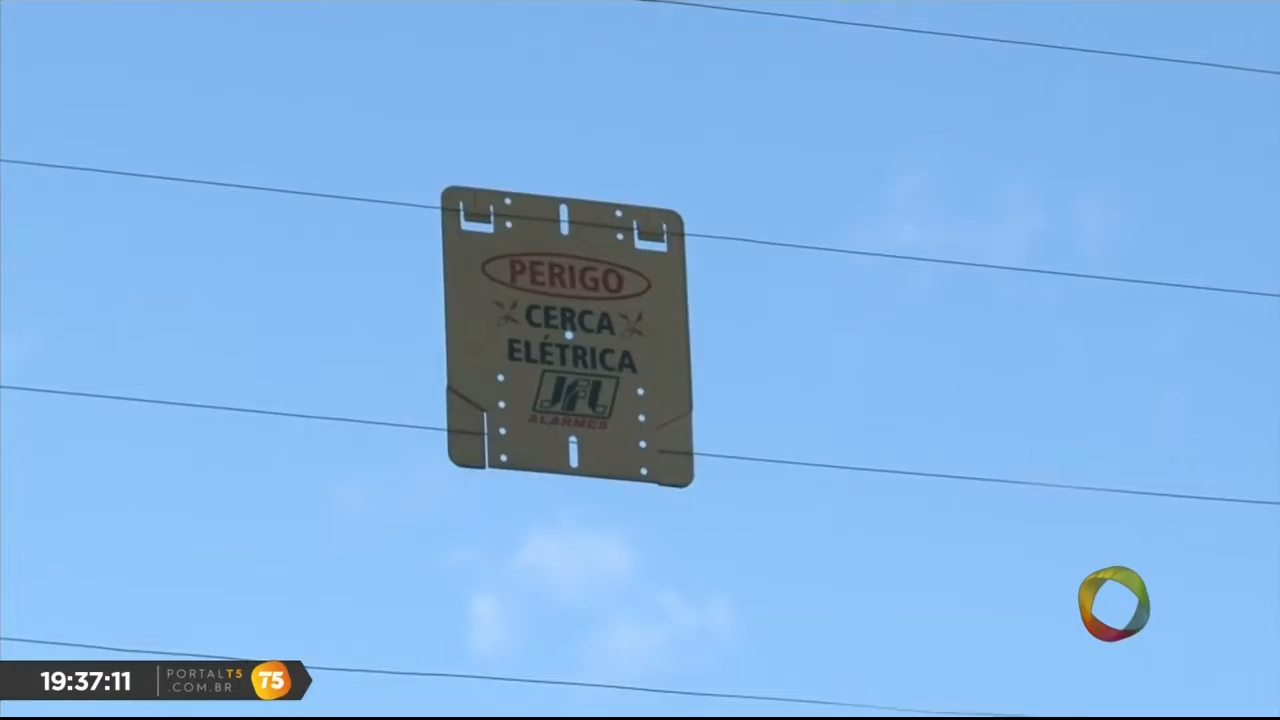 PERIGO
CERCA
ELÉTRICA
JFL
ALARMES
19:37:11
PORTALT5
.COM.BR
T5